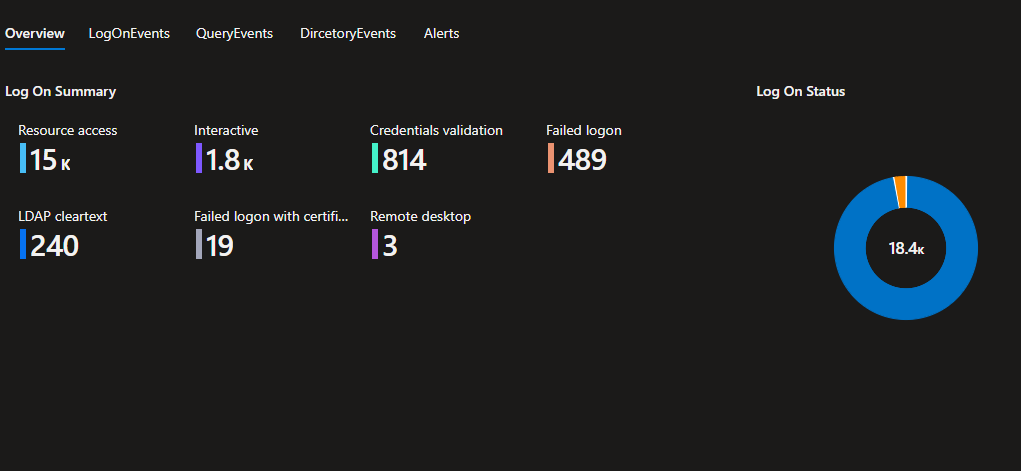 Overview LogOnEvents QueryEvents DircetoryEvents Alerts
Log On Summary Log On Status
Resource access Interactive Credentials validation Failed logon
15 K 1.8 K 814 489
LDAP cleartext Failed logon with certifi... Remote desktop
240 19 3
18.4K